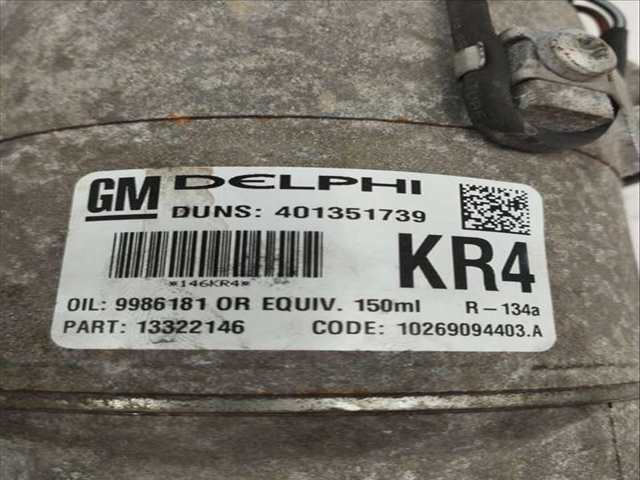 GM DELPHI
DUNS: 401351739
*146KR4*
KR4
OIL: 9986181 OR EQUIV. 150ml R-134a
PART: 13322146 CODE: 10269094403.A